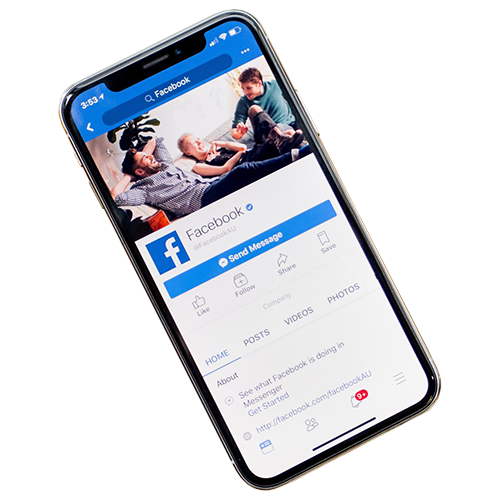 3:53
Facebook
Facebook
@FacebookAU
Send Message
Like
Follow
Share
Save
Company
HOME
POSTS
VIDEOS
PHOTOS
About
See what Facebook is doing in
Messenger
Get Started
http://facebook.com/facebookAU
9+